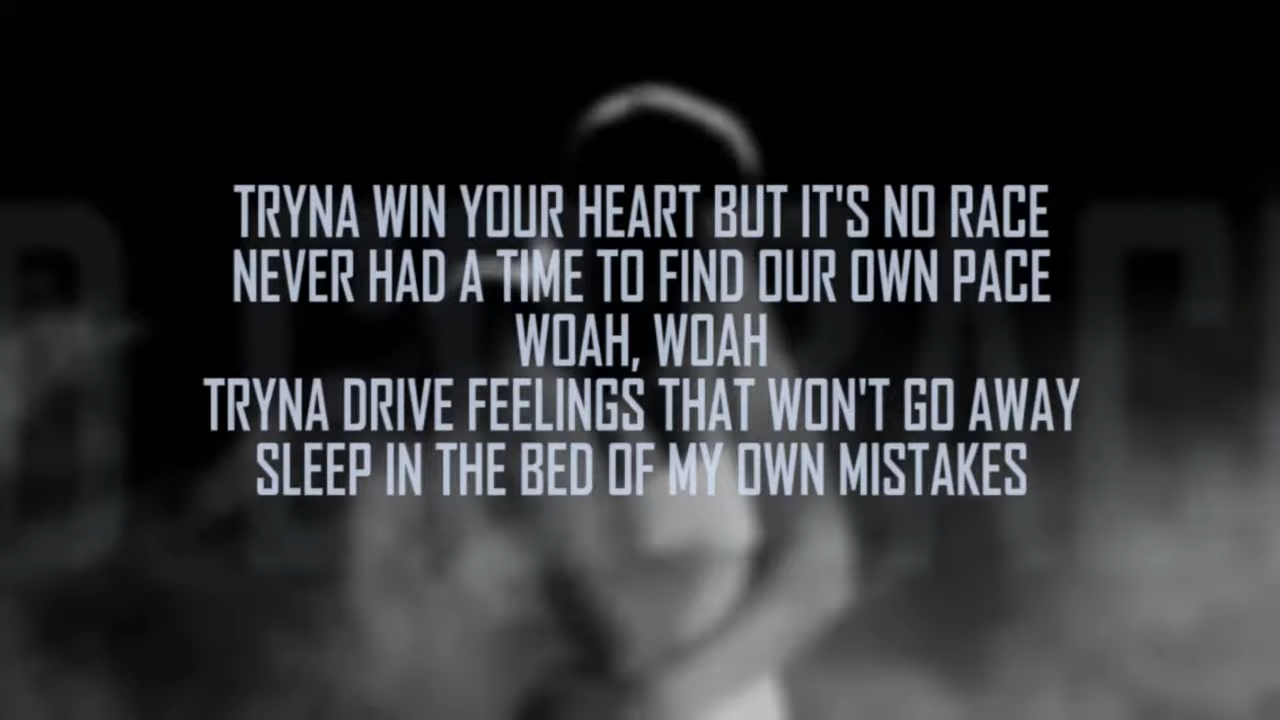 TRYNA WIN YOUR HEART BUT IT'S NO RACE
NEVER HAD A TIME TO FIND OUR OWN PACE
WOAH, WOAH
TRYNA DRIVE FEELINGS THAT WON'T GO AWAY
SLEEP IN THE BED OF MY OWN MISTAKES